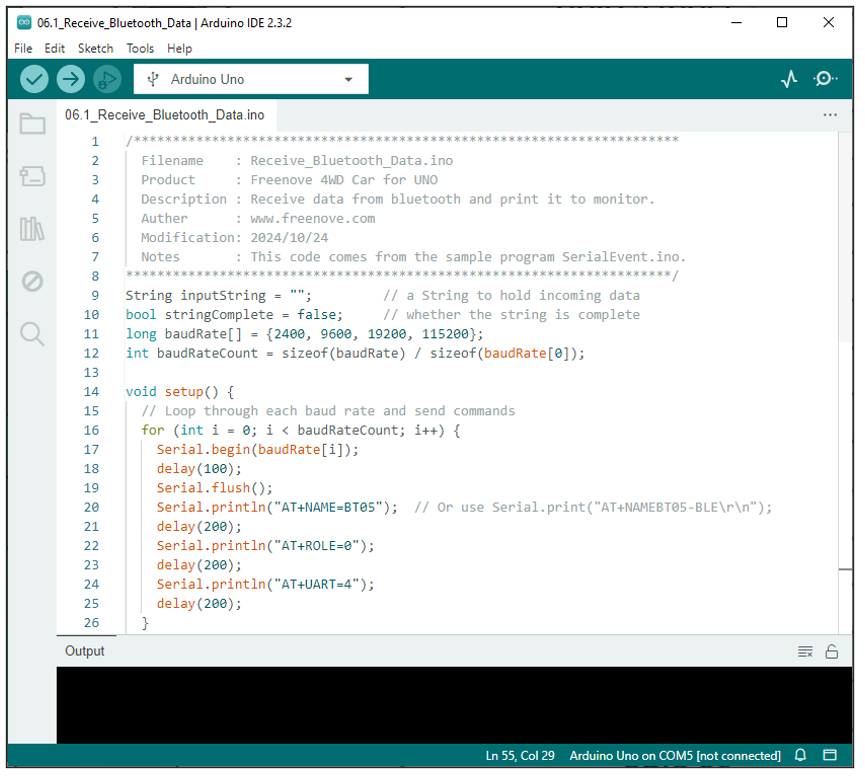 06.1_Receive_Bluetooth_Data | Arduino IDE 2.3.2
File Edit Sketch Tools Help
Arduino Uno
06.1_Receive_Bluetooth_Data.ino
1 /**********************************************************************
2 Filename : Receive_Bluetooth_Data.ino
3 Product : Freenove 4WD Car for UNO
4 Description : Receive data from bluetooth and print it to monitor.
5 Auther : www.freenove.com
6 Modification: 2024/10/24
7 Notes : This code comes from the sample program SerialEvent.ino.
8 **********************************************************************/
9 String inputString = ""; // a String to hold incoming data
10 bool stringComplete = false; // whether the string is complete
11 long baudRate[] = {2400, 9600, 19200, 115200};
12 int baudRateCount = sizeof(baudRate) / sizeof(baudRate[0]);
13
14 void setup() {
15 // Loop through each baud rate and send commands
16 for (int i = 0; i < baudRateCount; i++) {
17 Serial.begin(baudRate[i]);
18 delay(100);
19 Serial.flush();
20 Serial.println("AT+NAME=BT05"); // Or use Serial.print("AT+NAMEBT05-BLE\r\n");
21 delay(200);
22 Serial.println("AT+ROLE=0");
23 delay(200);
24 Serial.println("AT+UART=4");
25 delay(200);
26 }
Output
Ln 55, Col 29 Arduino Uno on COM5 [not connected]